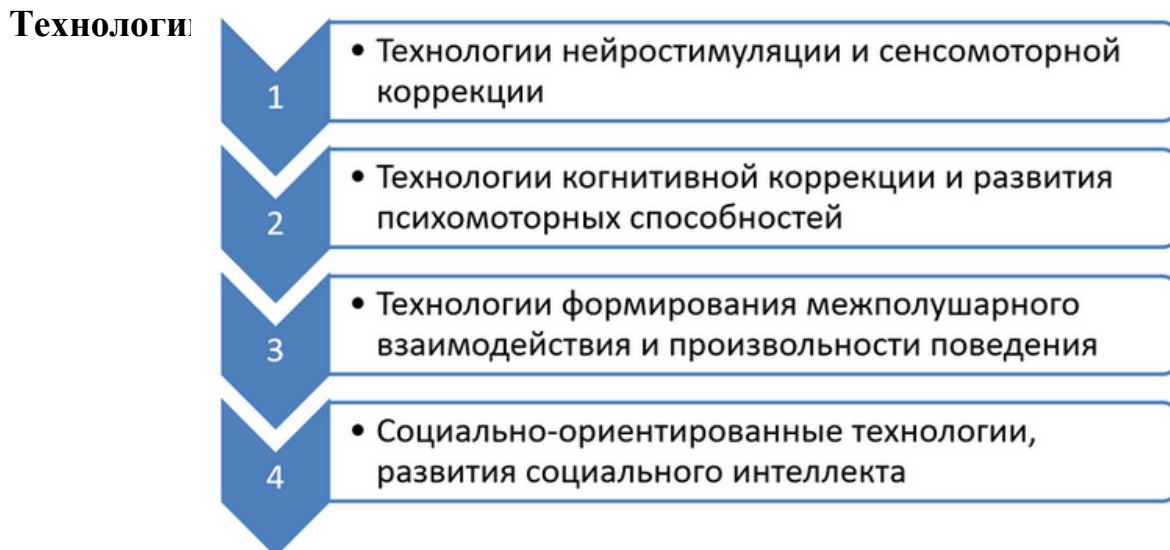 1
• Технологии нейростимуляции и сенсомоторной
коррекции
2
• Технологии когнитивной коррекции и развития
психомоторных способностей
3
• Технологии формирования межполушарного
взаимодействия и произвольности поведения
4
• Социально-ориентированные технологии,
развития социального интеллекта